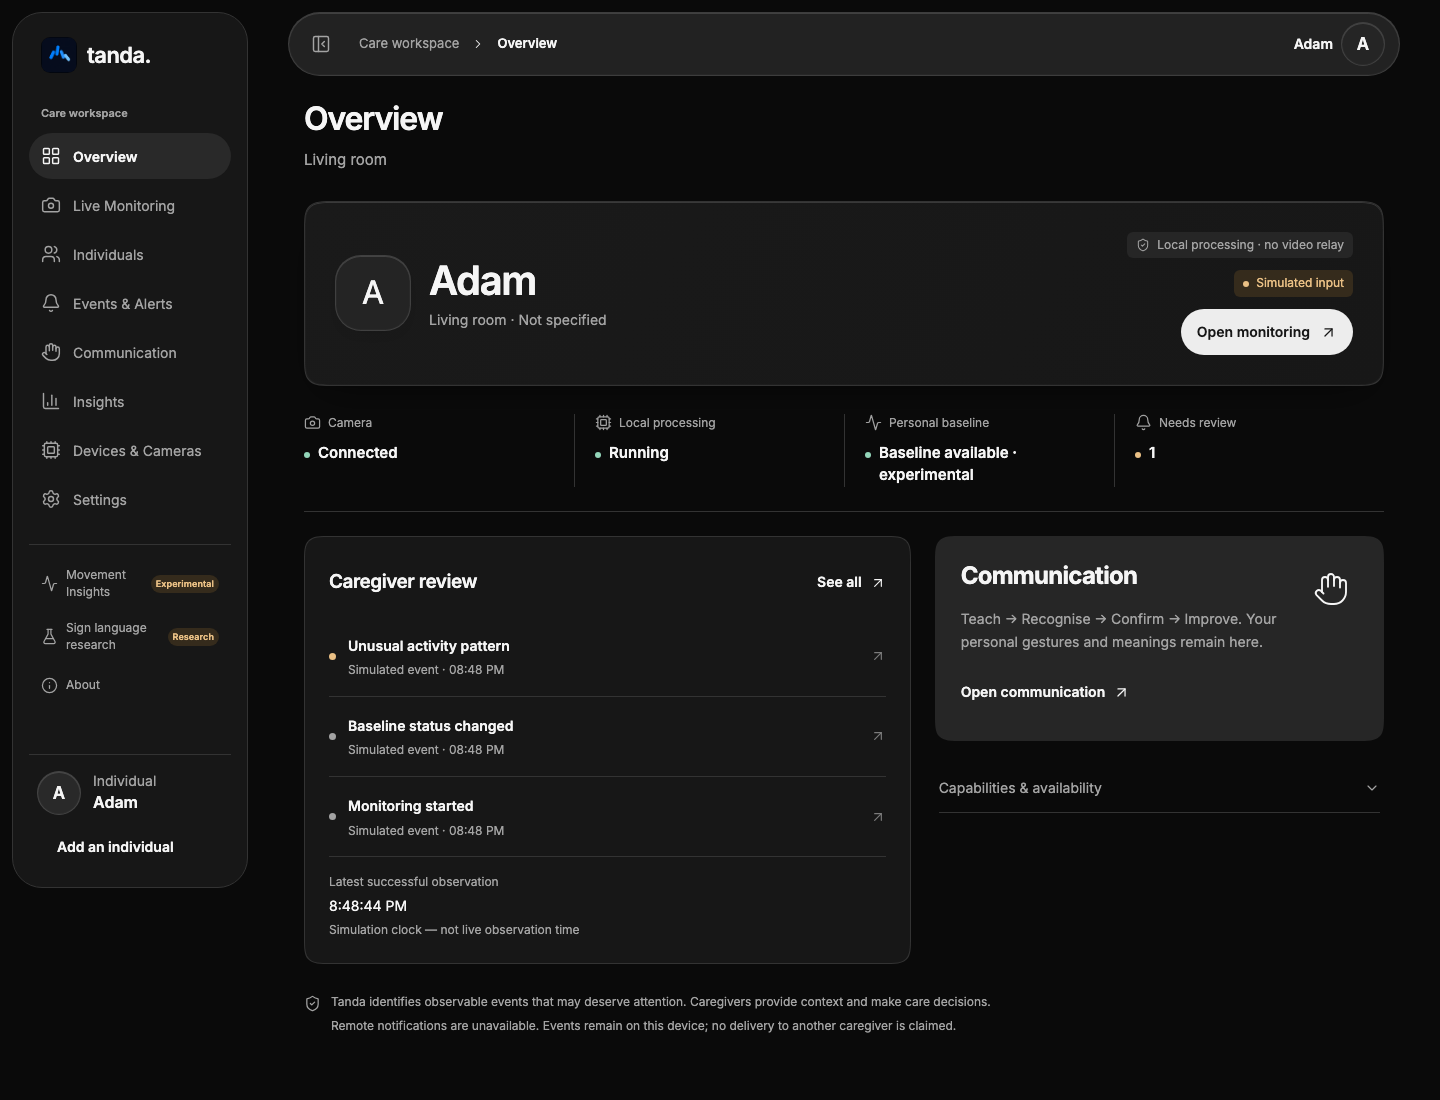 tanda.
Care workspace
Overview
Live Monitoring
Individuals
Events & Alerts
Communication
Insights
Devices & Cameras
Settings
Movement
Insights
Experimental
Sign language
research
Research
About
A
Individual
Adam
Add an individual
Care workspace > Overview
Adam
A
Overview
Living room
A
Adam
Living room · Not specified
Local processing · no video relay
Simulated input
Open monitoring
Camera
Connected
Local processing
Running
Personal baseline
Baseline available ·
experimental
Needs review
1
Caregiver review
See all
Unusual activity pattern
Simulated event · 08:48 PM
Baseline status changed
Simulated event · 08:48 PM
Monitoring started
Simulated event · 08:48 PM
Latest successful observation
8:48:44 PM
Simulation clock — not live observation time
Communication
Teach → Recognise → Confirm → Improve. Your
personal gestures and meanings remain here.
Open communication
Capabilities & availability
Tanda identifies observable events that may deserve attention. Caregivers provide context and make care decisions.
Remote notifications are unavailable. Events remain on this device; no delivery to another caregiver is claimed.